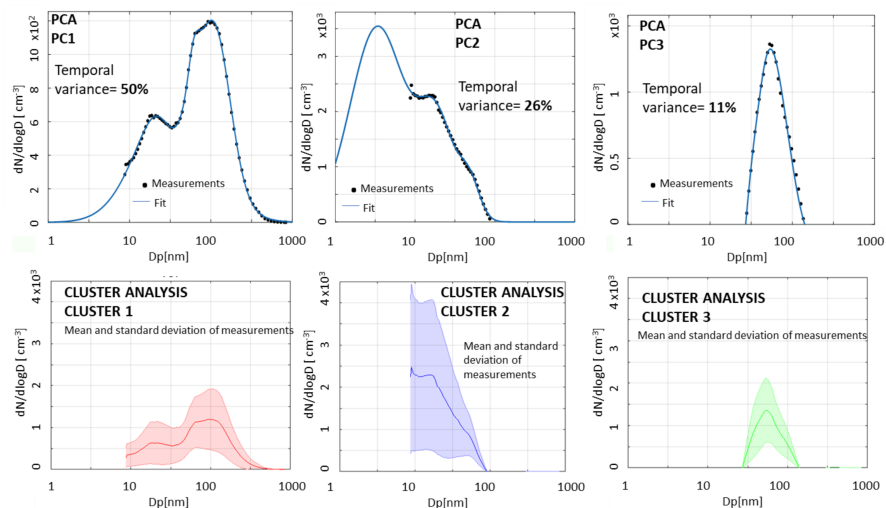 PCA
PC1
Temporal
variance= 50%
Measurements
Fit
dN/dlogD [ cm⁻³]
x10²
10
8
6
4
2
0
1
10
100
1000
Dp[nm]
PCA
PC2
Temporal
variance= 26%
Measurements
Fit
dN/dlogD [ cm⁻³]
x10³
3
2
1
0
1
10
100
1000
Dp[nm]
PCA
PC3
Temporal
variance= 11%
Measurements
Fit
dN/dlogD [ cm⁻³]
x10³
1
0.5
0
1
10
100
1000
Dp[nm]
CLUSTER ANALYSIS
CLUSTER 1
Mean and standard deviation of measurements
dN/dlogD [ cm⁻³]
4 x10³
3
2
1
0
1
10
100
1000
Dp[nm]
CLUSTER ANALYSIS
CLUSTER 2
Mean and standard
deviation of
measurements
dN/dlogD [ cm⁻³]
4 x10³
3
2
1
0
1
10
100
1000
Dp[nm]
CLUSTER ANALYSIS
CLUSTER 3
Mean and standard deviation of measurements
dN/dlogD [ cm⁻³]
4 x10³
3
2
1
0
1
10
100
1000
Dp[nm]